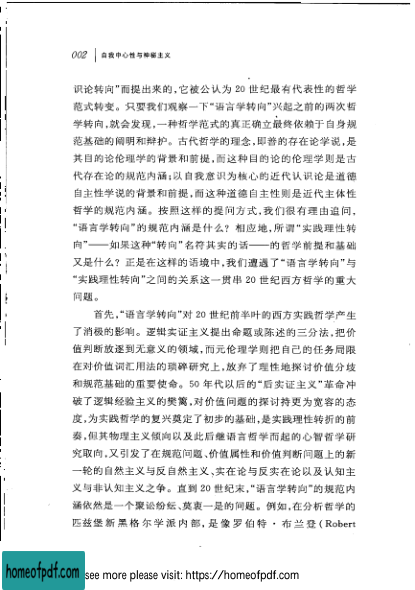 002 自我中心性与神秘主义
识论转向”而提出来的,它被公认为 20 世纪最有代表性的哲学
范式转变。只要我们观察一下“语言学转向”兴起之前的两次哲
学转向,就会发现,一种哲学范式的真正确立最终依赖于自身规
范基础的阐明和辩护。古代哲学的理念,即善的存在论学说,是
其目的论伦理学的背景和前提,而这种目的论的伦理学则是古
代存在论的规范内涵;以自我意识为核心的近代认识论是道德
自主性学说的背景和前提,而这种道德自主性则是近代主体性
哲学的规范内涵。按照这样的提问方式,我们很有理由追问,
“语言学转向”的规范内涵是什么？相应地,所谓“实践理性转
向”——如果这种“转向”名符其实的话——的哲学前提和基础
又是什么？正是在这样的语境中,我们遭遇了“语言学转向”与
“实践理性转向”之间的关系这一贯串 20 世纪西方哲学的重大
问题。
首先,“语言学转向”对 20 世纪前半叶的西方实践哲学产生
了消极的影响。逻辑实证主义提出命题或陈述的三分法,把价
值判断放逐到无意义的领域,而元伦理学则把自己的任务局限
在对价值词汇用法的琐碎研究上,放弃了理性地探讨价值分歧
和规范基础的重要使命。50 年代以后的“后实证主义”革命冲
破了逻辑经验主义的樊篱,对价值问题的探讨持更为宽容的态
度,为实践哲学的复兴奠定了初步的基础,是实践理性转折的前
奏,但其物理主义倾向以及此后继语言哲学而起的心智哲学研
究取向,又引发了在规范问题、价值属性和价值判断问题上的新
一轮的自然主义与反自然主义、实在论与反实在论以及认知主
义与非认知主义之争。直到 20 世纪末,“语言学转向”的规范内
涵依然是一个聚讼纷纭、莫衷一是的问题。例如,在分析哲学的
匹兹堡新黑格尔学派内部,是像罗伯特·布兰登(Robert
homeofpdf.com see more please visit: https://homeofpdf.com